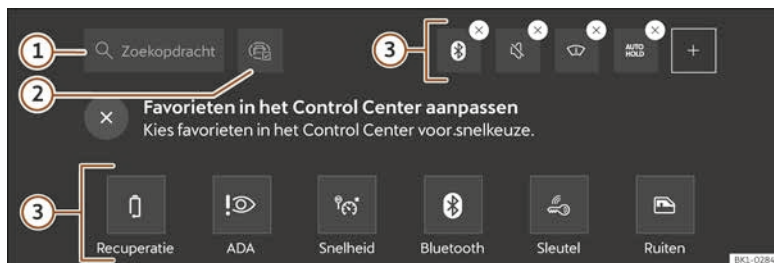 1
Zoekopdracht
3
AUTO HOLD
2
Favorieten in het Control Center aanpassen
Kies favorieten in het Control Center voor snelkeuze.
3
Recuperatie
ADA
Snelheid
Bluetooth
Sleutel
Ruiten
BK1-0284